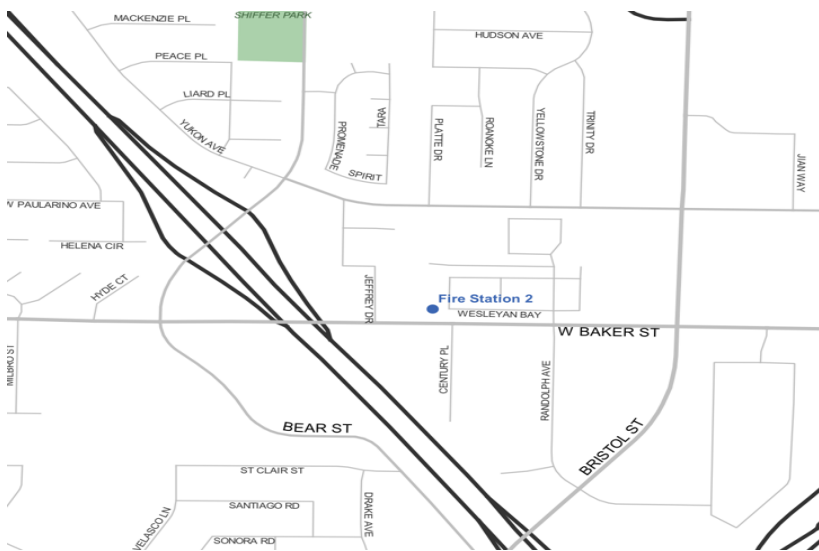 MACKENZIE PL
SHIFFER PARK
HUDSON AVE
PEACE PL
LIARD PL
YUKON AVE
PROMENADE
TARA
SPIRIT
PLATTE DR
ROANOKE LN
YELLOWSTONE DR
TRINITY DR
JIAN WAY
W PAULARINO AVE
HELENA CIR
HYDE CT
JEFFREY DR
Fire Station 2
WESLEYAN BAY
W BAKER ST
MILBRO ST
CENTURY PL
RANDOLPH AVE
BEAR ST
BRISTOL ST
ST CLAIR ST
SANTIAGO RD
DRAKE AVE
VELASCO LN
SONORA RD